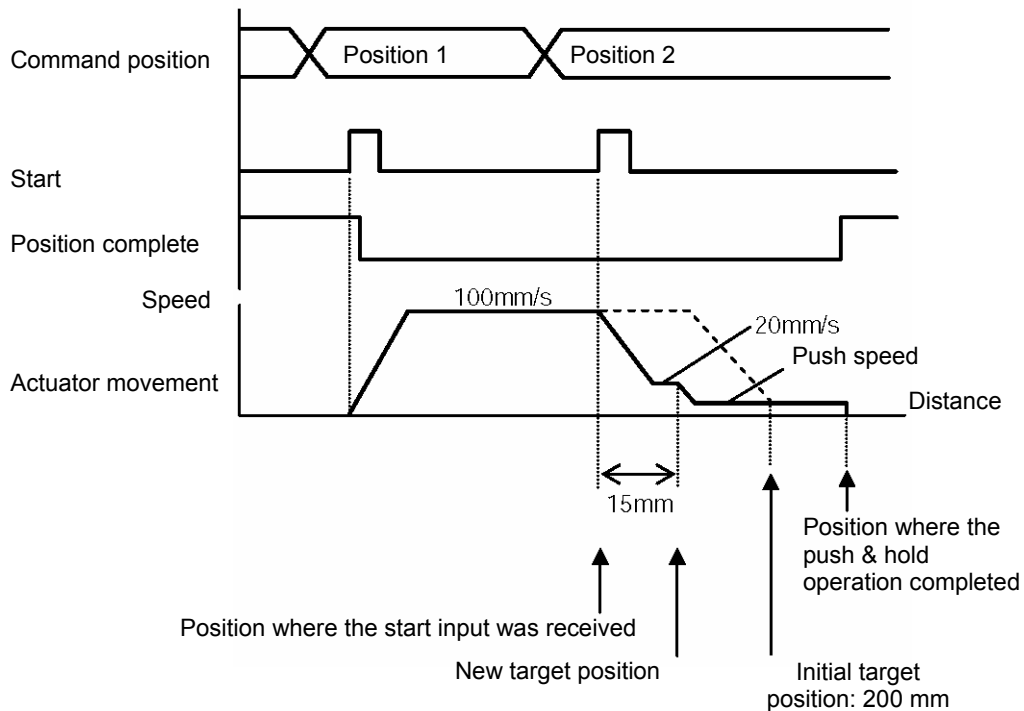 Command position
Position 1
Position 2
Start
Position complete
Speed
100mm/s
20mm/s
Push speed
Actuator movement
Distance
15mm
Position where the
push & hold
operation completed
Position where the start input was received
New target position
Initial target
position: 200 mm